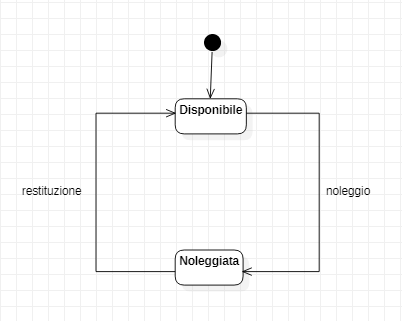 Disponibile
restituzione
noleggio
Noleggiata